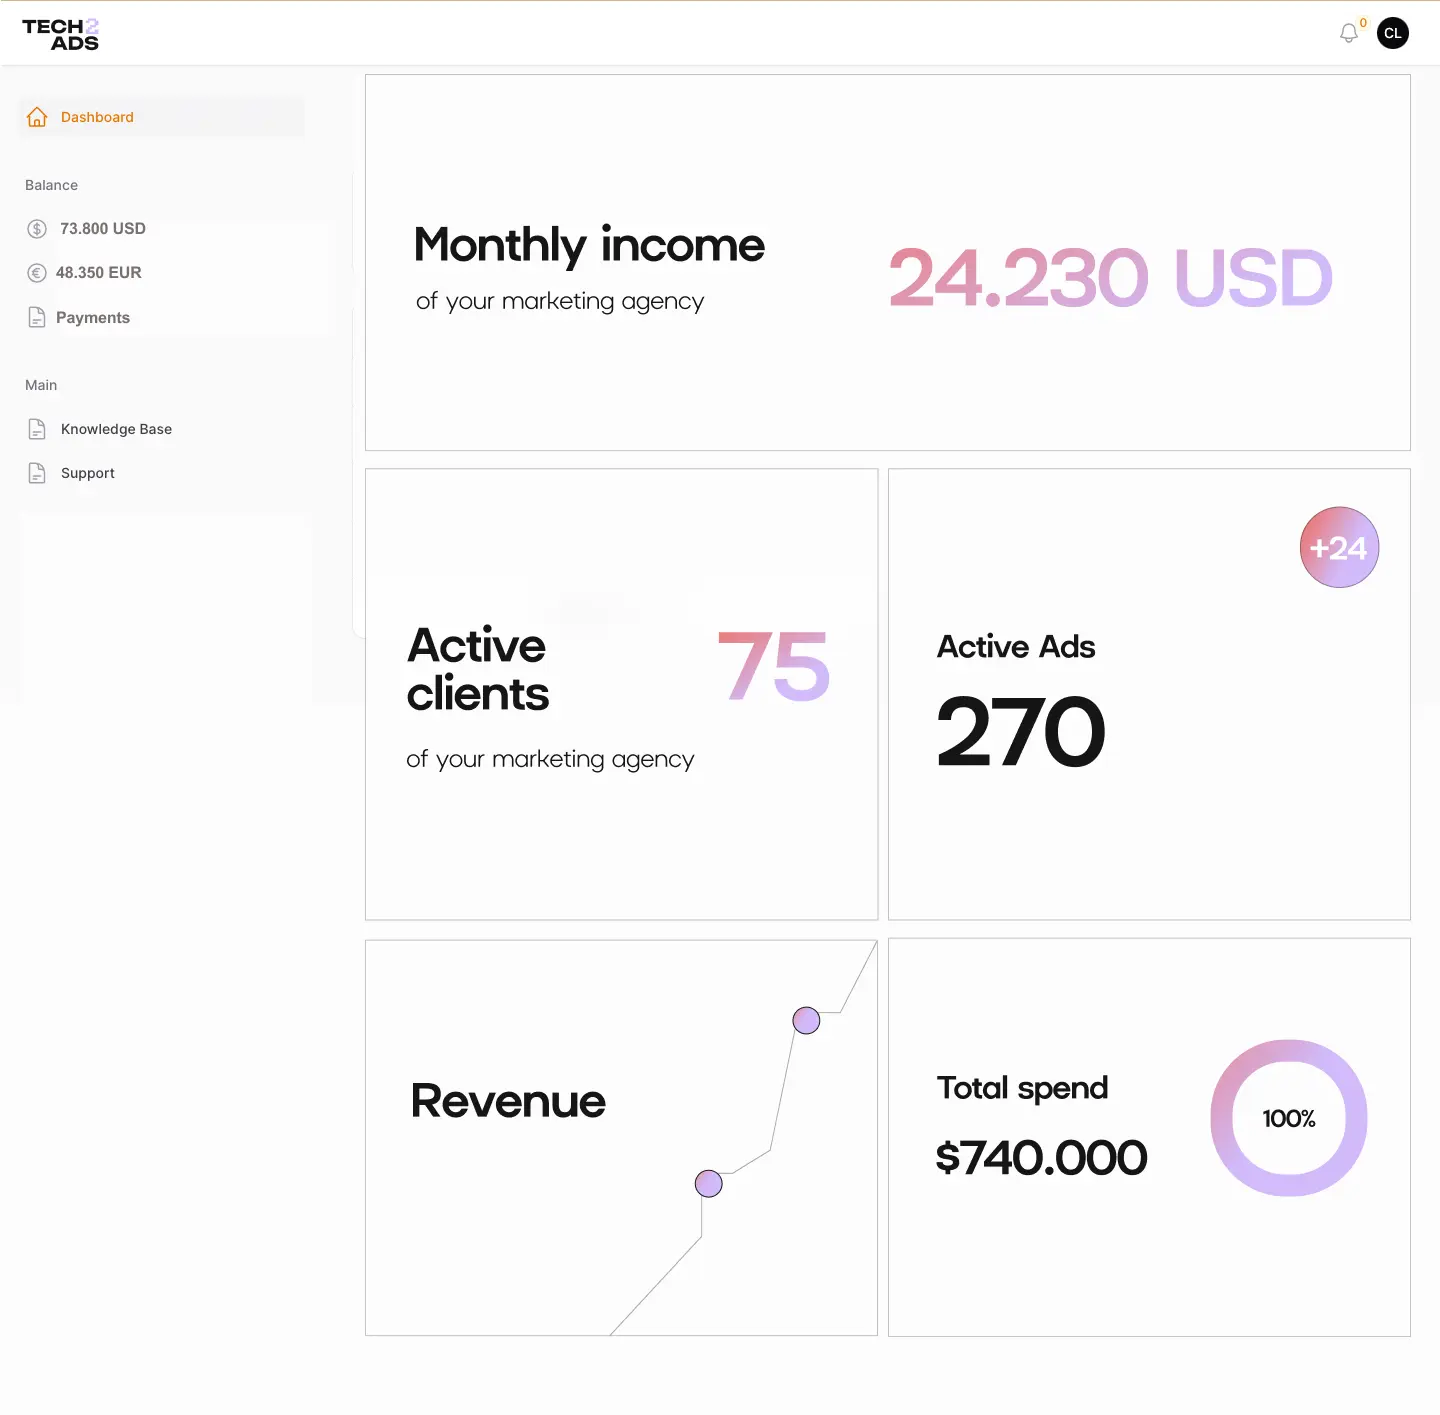 TECH2
ADS
0
CL
Dashboard
Balance
73.800 USD
48.350 EUR
Payments
Main
Knowledge Base
Support
Monthly income
of your marketing agency
24.230 USD
Active
clients
of your marketing agency
75
+24
Active Ads
270
Revenue
Total spend
$740.000
100%